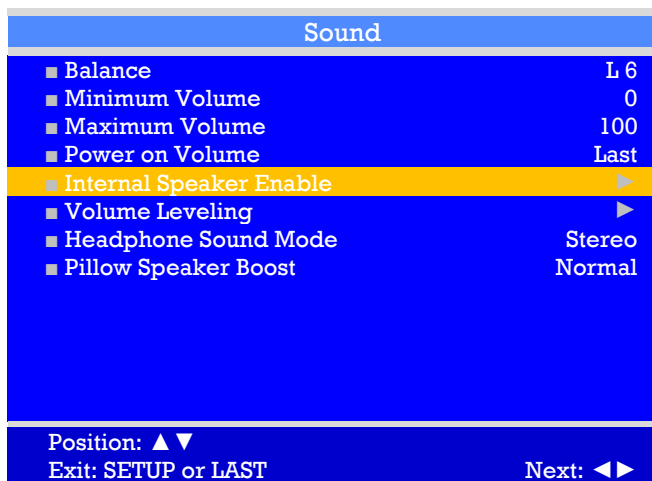 Sound
■ Balance L 6
■ Minimum Volume 0
■ Maximum Volume 100
■ Power on Volume Last
■ Internal Speaker Enable ►
■ Volume Leveling ►
■ Headphone Sound Mode Stereo
■ Pillow Speaker Boost Normal
Position: ▲▼
Exit: SETUP or LAST Next: ◄►